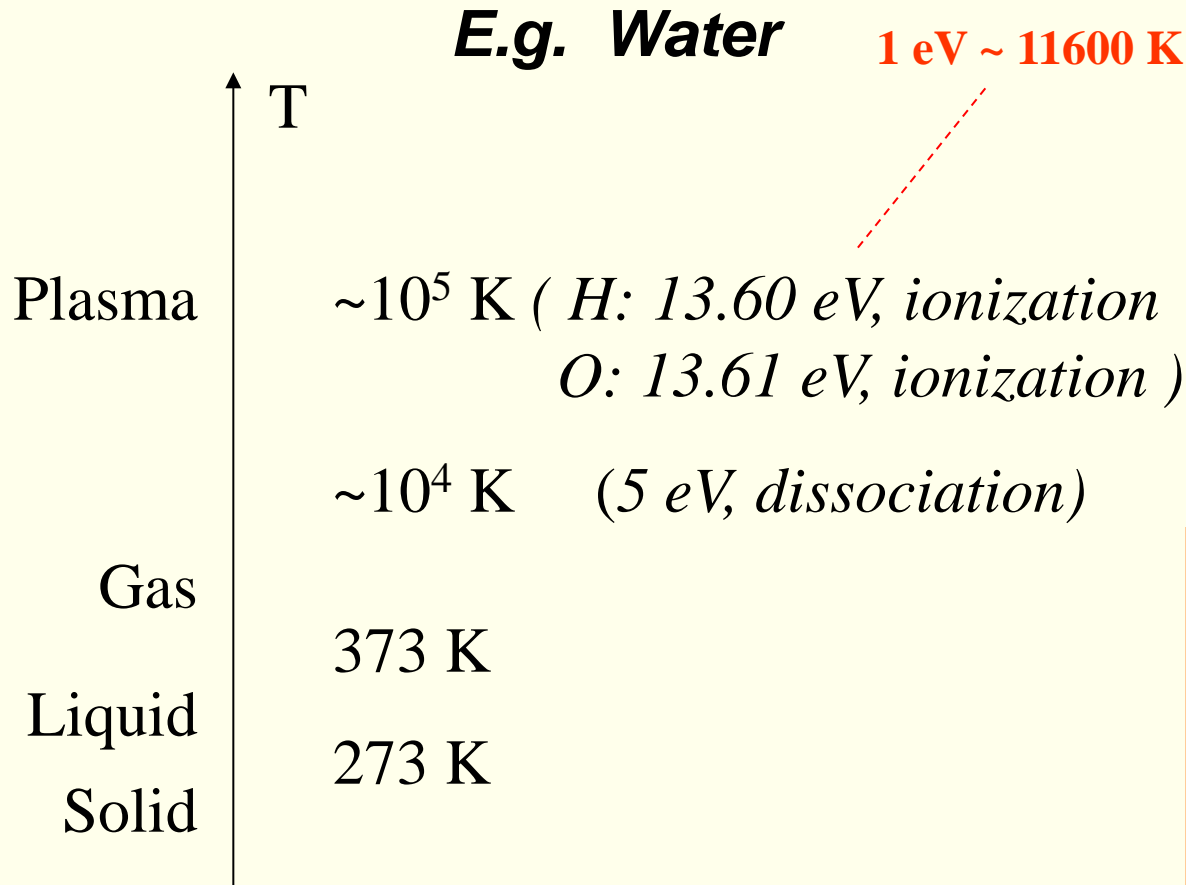 E.g. Water
1 eV ~ 11600 K
T
Plasma ~10⁵ K ( H: 13.60 eV, ionization
O: 13.61 eV, ionization )
~10⁴ K (5 eV, dissociation)
Gas
373 K
Liquid
273 K
Solid